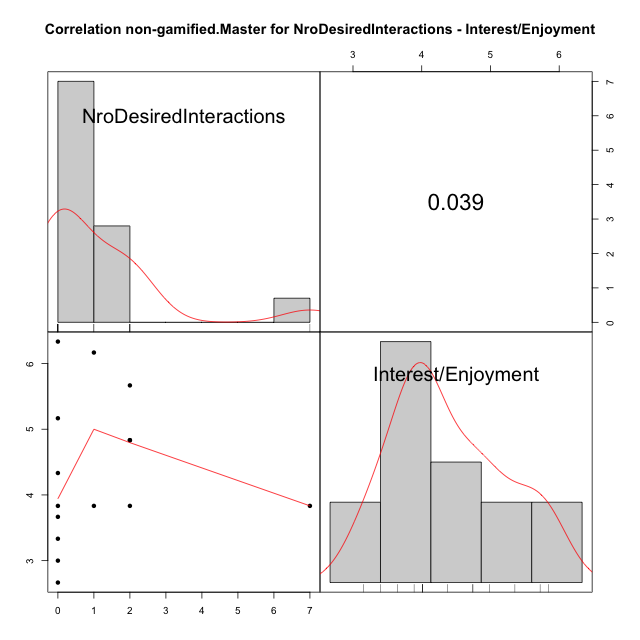 Correlation non-gamified.Master for NroDesiredInteractions - Interest/Enjoyment
3 4 5 6
NroDesiredInteractions
0.039
7
6
5
4
3
2
1
0
Interest/Enjoyment
6
5
4
3
0 1 2 3 4 5 6 7